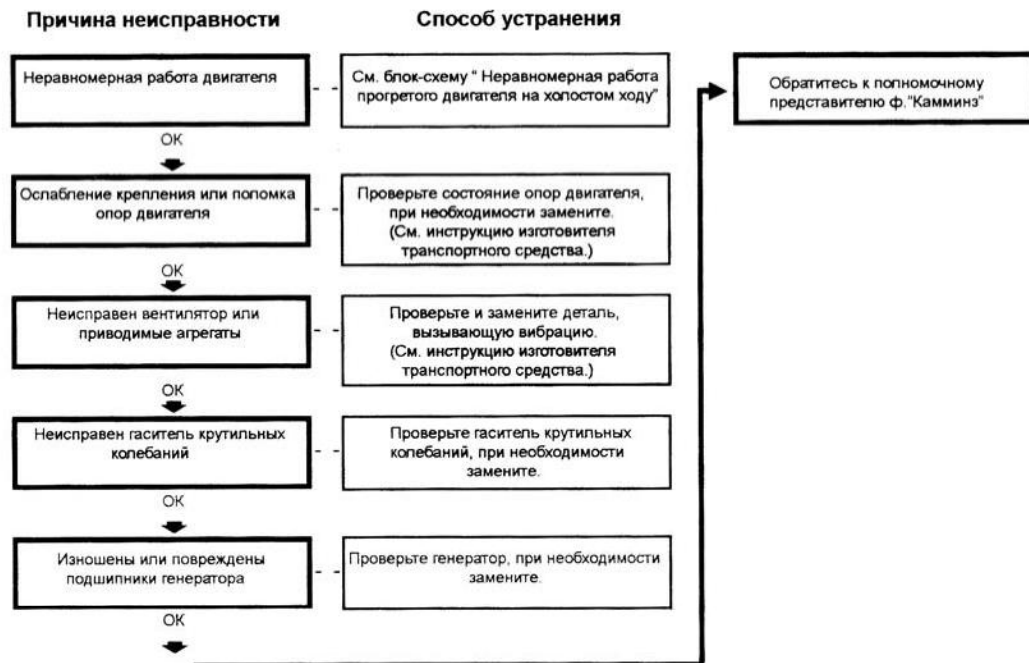 Причина неисправности
Способ устранения
Неравномерная работа двигателя
См. блок-схему " Неравномерная работа
прогретого двигателя на холостом ходу"
Обратитесь к полномочному
представителю ф."Камминз"
ОК
Ослабление крепления или поломка
опор двигателя
Проверьте состояние опор двигателя,
при необходимости замените.
(См. инструкцию изготовителя
транспортного средства.)
ОК
Неисправен вентилятор или
приводимые агрегаты
Проверьте и замените деталь,
вызывающую вибрацию.
(См. инструкцию изготовителя
транспортного средства.)
ОК
Неисправен гаситель крутильных
колебаний
Проверьте гаситель крутильных
колебаний, при необходимости
замените.
ОК
Изношены или повреждены
подшипники генератора
Проверьте генератор, при необходимости
замените.
ОК